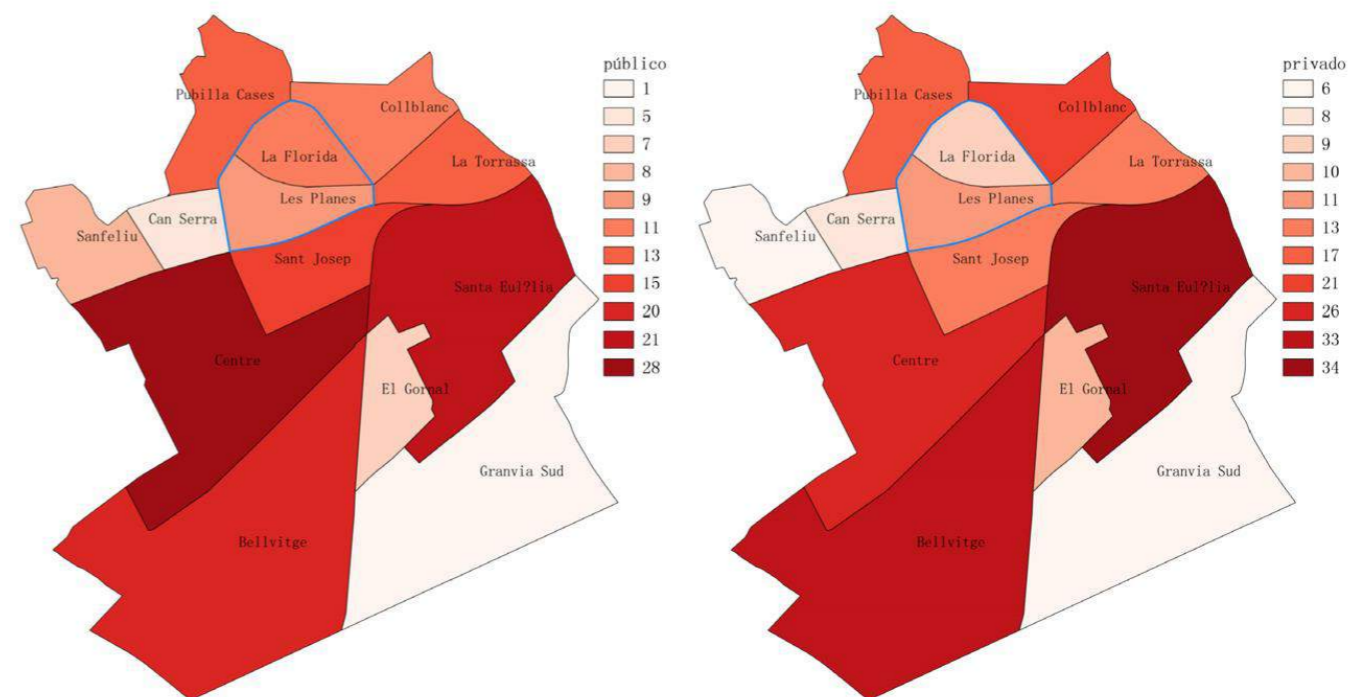 público
1
5
7
8
9
11
13
15
20
21
28
Pubilla Cases
Collblanc
La Florida
La Torrassa
Les Planes
Can Serra
Sanfeliu
Sant Josep
Santa Eul?lia
Centre
El Gornal
Granvia Sud
Bellvitge
privado
6
8
9
10
11
13
17
21
26
33
34
Pubilla Cases
Collblanc
La Florida
La Torrassa
Les Planes
Can Serra
Sanfeliu
Sant Josep
Santa Eul?lia
Centre
El Gornal
Granvia Sud
Bellvitge